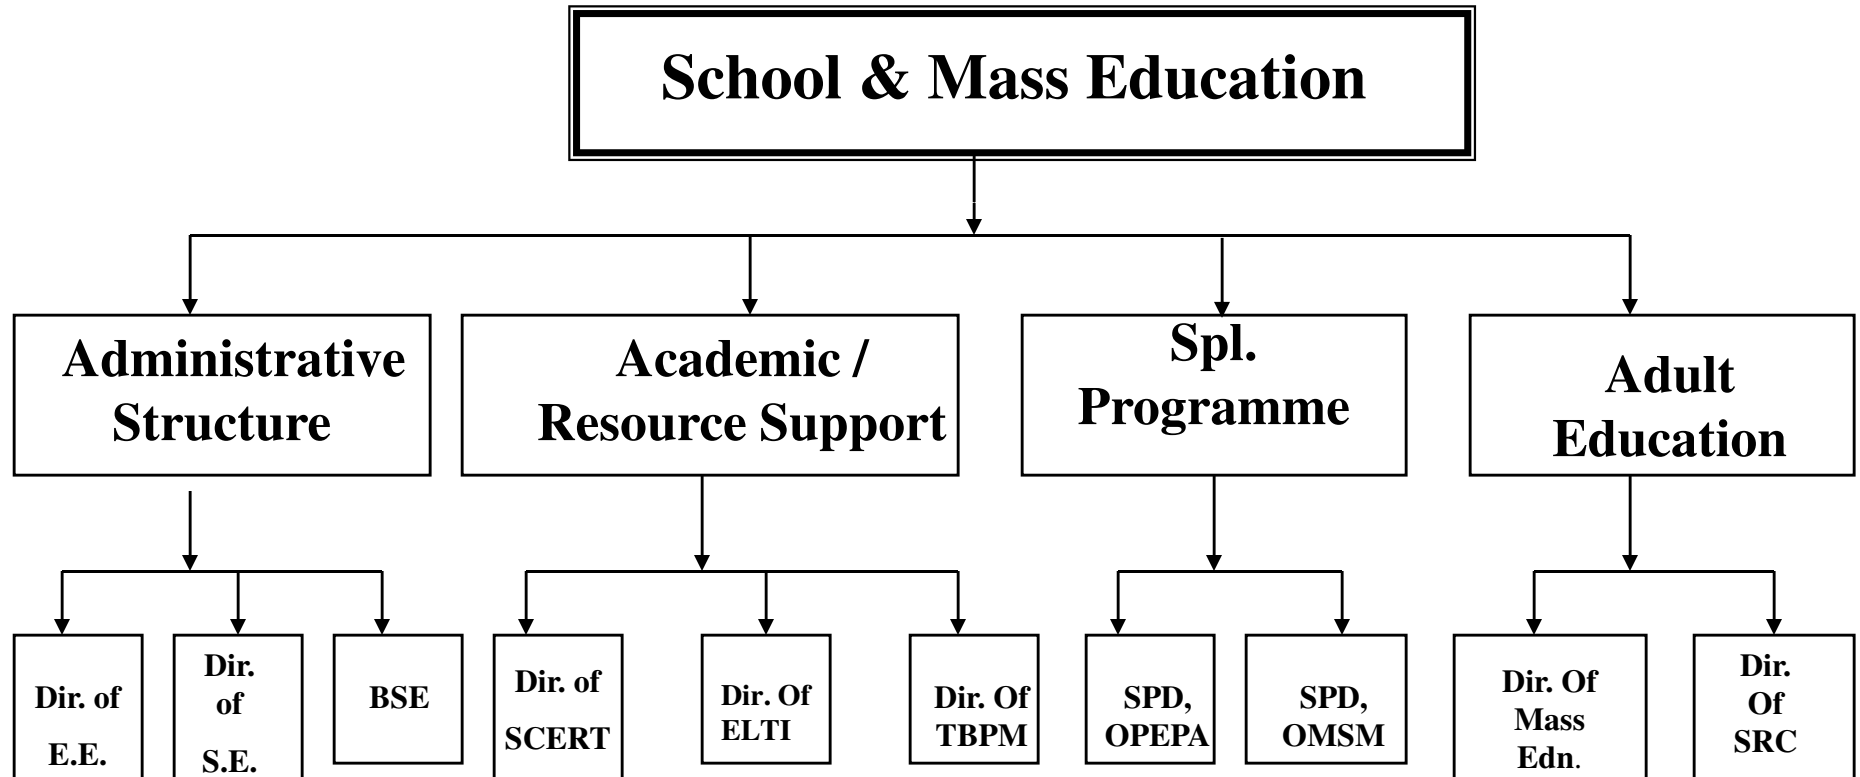 School & Mass Education
Administrative
Structure
Academic /
Resource Support
Spl.
Programme
Adult
Education
Dir. of
E.E.
Dir.
of
S.E.
BSE
Dir. of
SCERT
Dir. Of
ELTI
Dir. Of
TBPM
SPD,
OPEPA
SPD,
OMSM
Dir. Of
Mass
Edn.
Dir.
Of
SRC